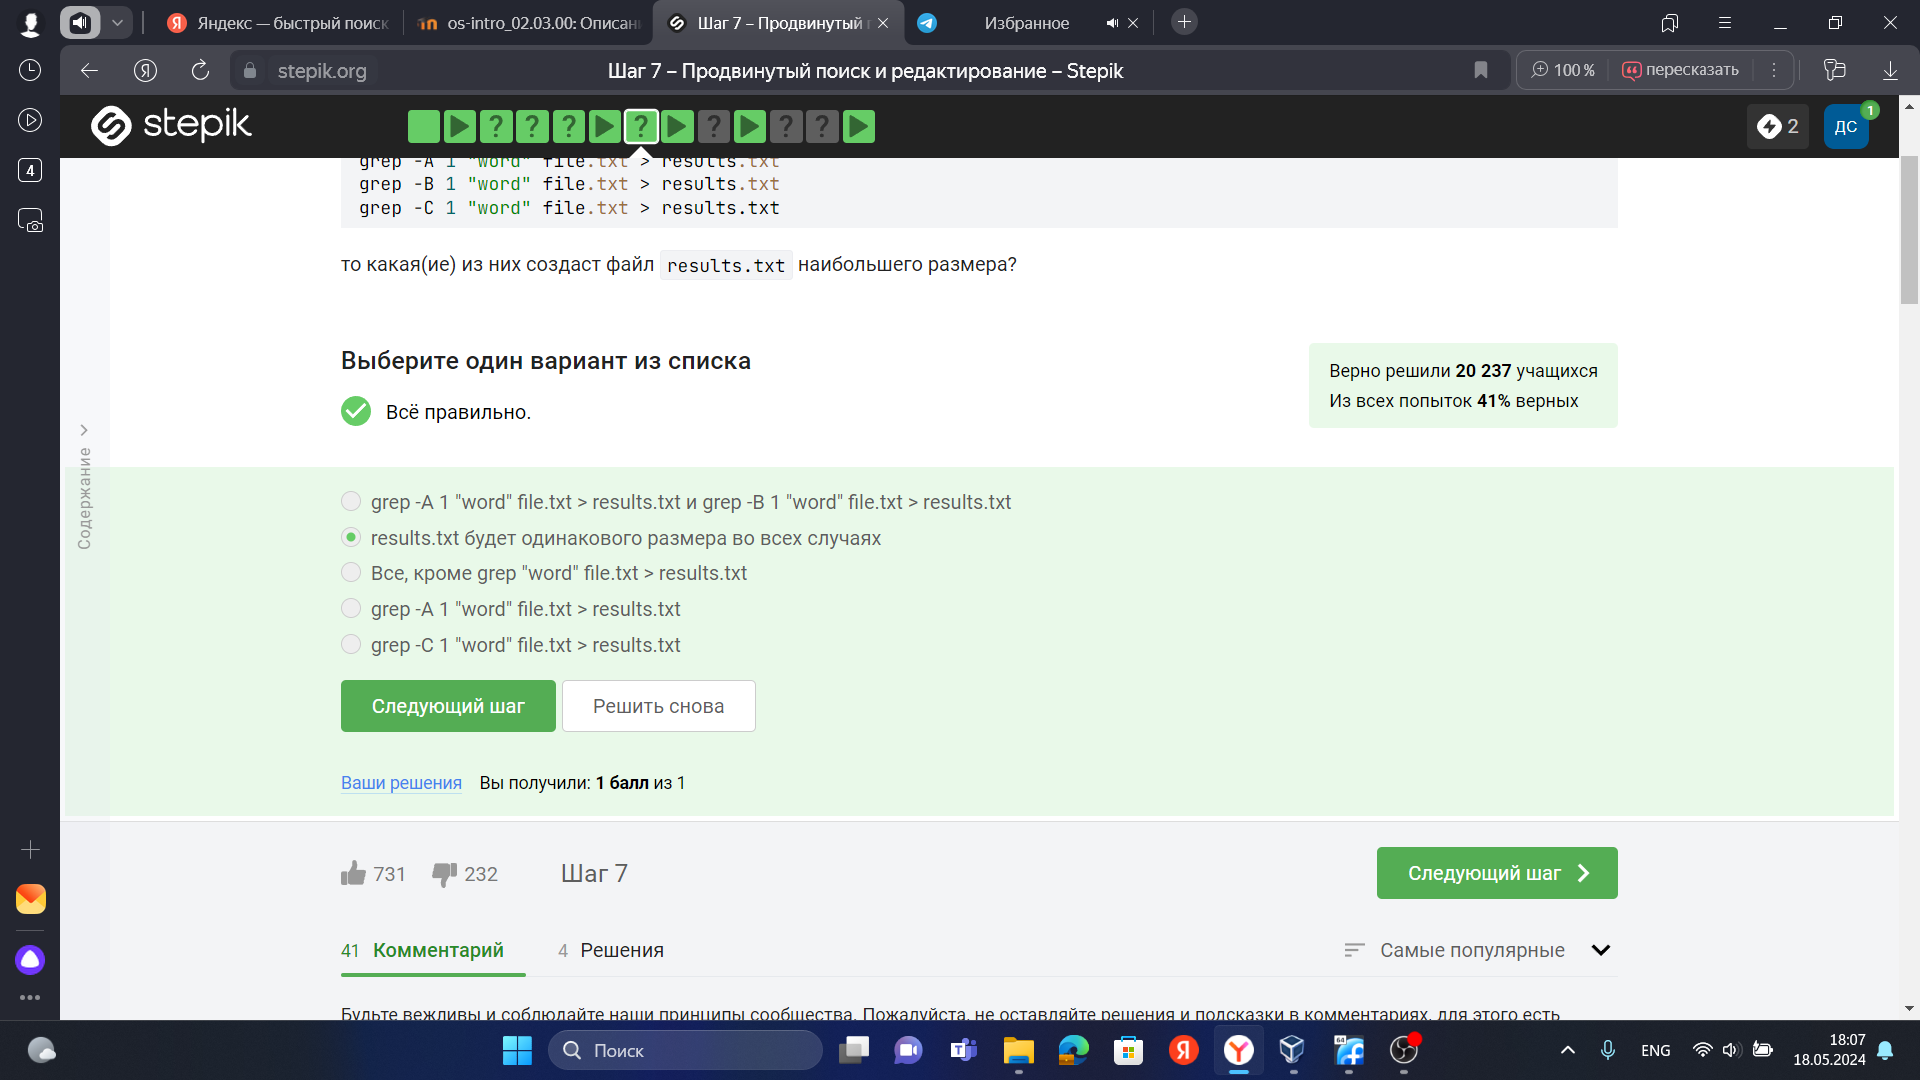 Яндекс — быстрый поиск
os-intro_02.03.00: Описан
Шаг 7 – Продвинутый
Избранное
stepik.org
Шаг 7 – Продвинутый поиск и редактирование – Stepik
100 %
пересказать
4
stepik
2
ДС
1
grep -A 1 "word" file.txt > results.txt
grep -B 1 "word" file.txt > results.txt
grep -C 1 "word" file.txt > results.txt
то какая(ие) из них создаст файл results.txt наибольшего размера?
Выберите один вариант из списка
Всё правильно.
Верно решили 20 237 учащихся
Из всех попыток 41% верных
Содержание
grep -A 1 "word" file.txt > results.txt и grep -B 1 "word" file.txt > results.txt
results.txt будет одинакового размера во всех случаях
Все, кроме grep "word" file.txt > results.txt
grep -A 1 "word" file.txt > results.txt
grep -C 1 "word" file.txt > results.txt
Следующий шаг
Решить снова
Ваши решения Вы получили: 1 балл из 1
731
232
Шаг 7
Следующий шаг
41 Комментарий
4 Решения
Самые популярные
Будьте вежливы и соблюдайте наши принципы сообщества. Пожалуйста, не оставляйте решения и подсказки в комментариях, для этого есть
Поиск
ENG
18:07
18.05.2024